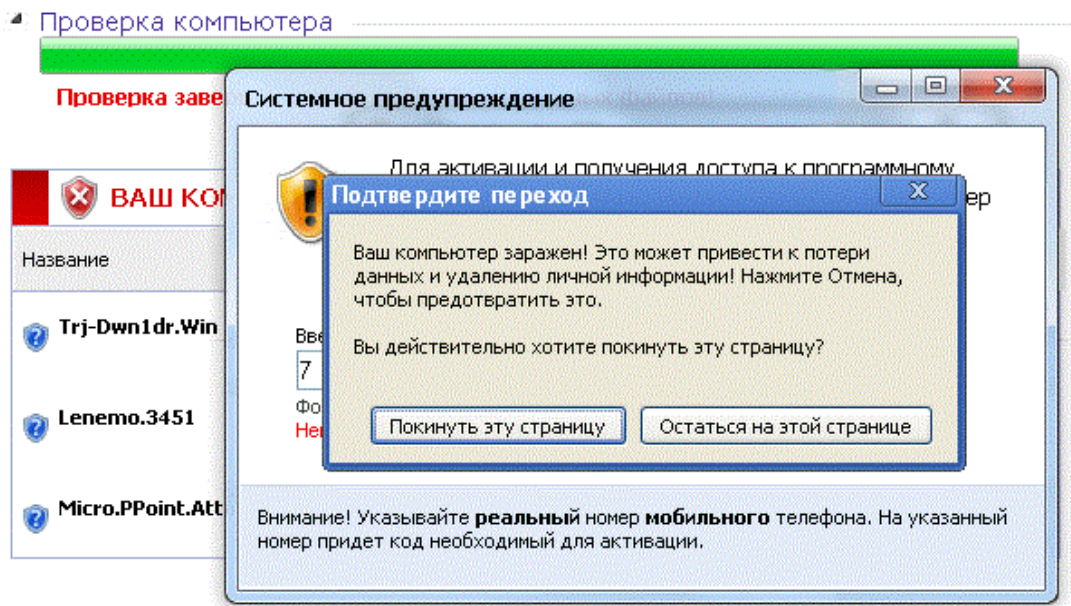 Проверка компьютера
Проверка заве
Системное предупреждение
Для активации и получения доступа к программному
ер
ВАШ КОМ
Название
Trj-Dwn1dr.Win
Lenemo.3451
Micro.PPoint.Att
Подтвердите переход
Ваш компьютер заражен! Это может привести к потери
данных и удалению личной информации! Нажмите Отмена,
чтобы предотвратить это.
Вы действительно хотите покинуть эту страницу?
Покинуть эту страницу
Остаться на этой странице
Вве
7
Фо
Внимание! Указывайте реальный номер мобильного телефона. На указанный
номер придет код необходимый для активации.